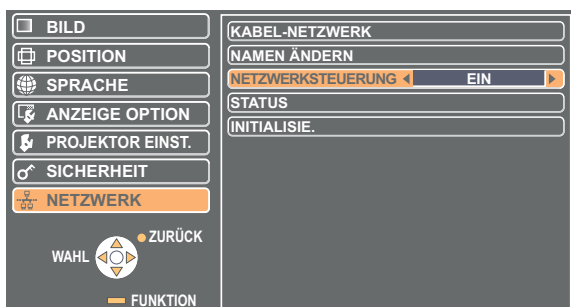 BILD
POSITION
SPRACHE
ANZEIGE OPTION
PROJEKTOR EINST.
SICHERHEIT
NETZWERK
ZURÜCK
WAHL
FUNKTION
KABEL-NETZWERK
NAMEN ÄNDERN
NETZWERKSTEUERUNG EIN
STATUS
INITIALISIE.